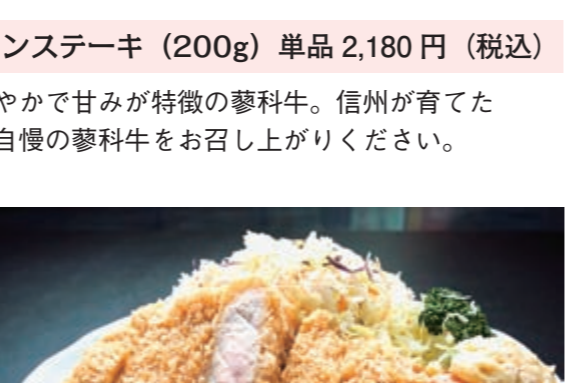 ンステーキ（200g）単品 2,180 円（税込）
やかで甘みが特徴の蓼科牛。信州が育てた
自慢の蓼科牛をお召し上がりください。